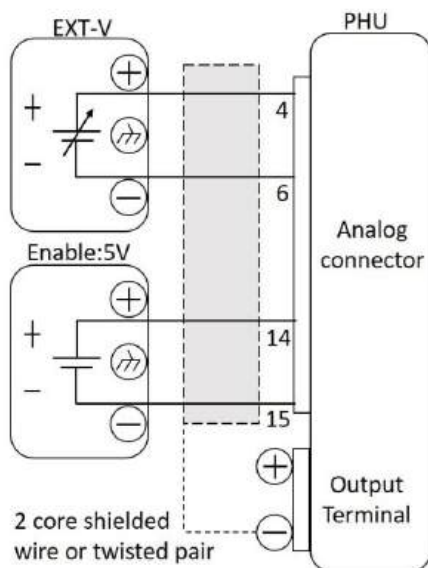 EXT-V
PHU
+
+
4
−
−
6
Analog
connector
Enable:5V
+
+
14
−
−
15
+
Output
Terminal
−
2 core shielded
wire or twisted pair